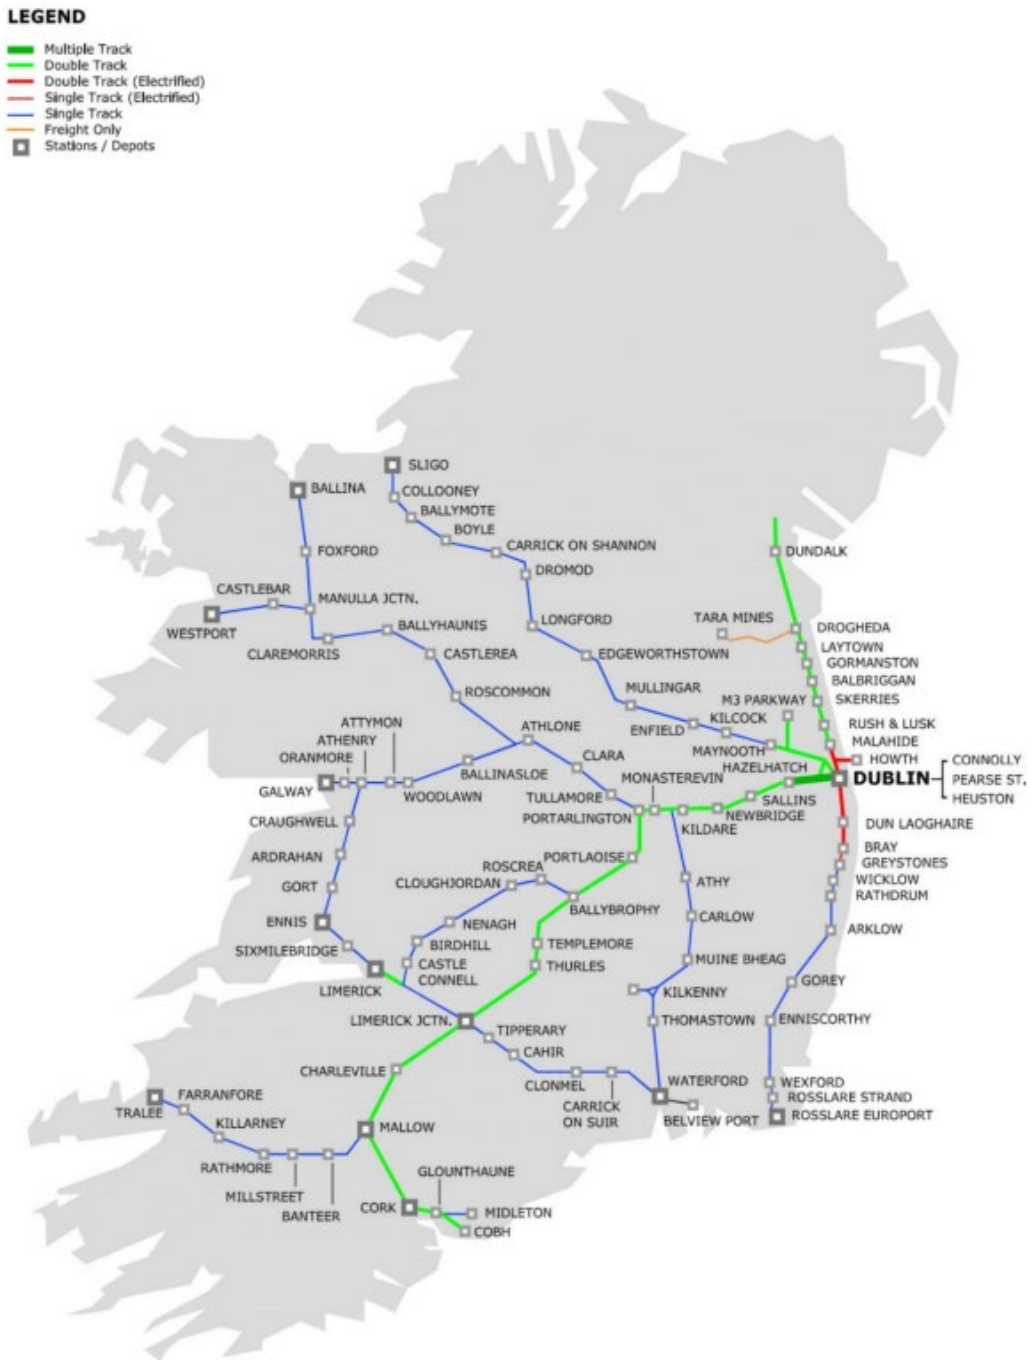 LEGEND
Multiple Track
Double Track
Double Track (Electrified)
Single Track (Electrified)
Single Track
Freight Only
Stations / Depots
SLIGO
BALLINA
COLLOONEY
BALLYMOTE
BOYLE
CARRICK ON SHANNON
FOXFORD
DUNDALK
DROMOD
CASTLEBAR
MANULLA JCTN.
LONGFORD
TARA MINES
DROGHEDA
WESTPORT
BALLYHAUNIS
LAYTOWN
CLAREMORRIS
CASTLEREA
EDGEWORTHSTOWN
GORMANSTON
BALBRIGGAN
MULLINGAR
ROSCOMMON
M3 PARKWAY
SKERRIES
KILCOCK
ATTYMON
ENFIELD
RUSH & LUSK
ATHENRY
ATHLONE
MALAHIDE
ORANMORE
CLARA
MAYNOOTH
HOWTH
CONNOLLY
HAZELHATCH
BALLINASLOE
MONASTEREVIN
DUBLIN
PEARSE ST.
GALWAY
WOODLAWN
TULLAMORE
SALLINS
HEUSTON
CRAUGHWELL
PORTARLINGTON
NEWBRIDGE
KILDARE
DUN LAOGHAIRE
BRAY
ARDRAHAN
PORTLAOISE
GREYSTONES
ROSCREA
CLOUGHJORDAN
ATHY
WICKLOW
GORT
RATHDRUM
BALLYBROPHY
CARLOW
ENNIS
NENAGH
ARKLOW
BIRDHILL
SIXMILEBRIDGE
TEMPLEMORE
MUINE BHEAG
CASTLE
CONNELL
THURLES
LIMERICK
GOREY
KILKENNY
LIMERICK JCTN.
THOMASTOWN
ENNISCORTHY
TIPPERARY
CAHIR
CHARLEVILLE
CLONMEL
WATERFORD
WEXFORD
FARRANFORE
ROSSLARE STRAND
TRALEE
CARRICK
ON SUIR
BELVIEW PORT
ROSSLARE EUROPORT
KILLARNEY
MALLOW
RATHMORE
GLOUNTHAUNE
MILLSTREET
CORK
MIDLETON
BANTEER
COBH